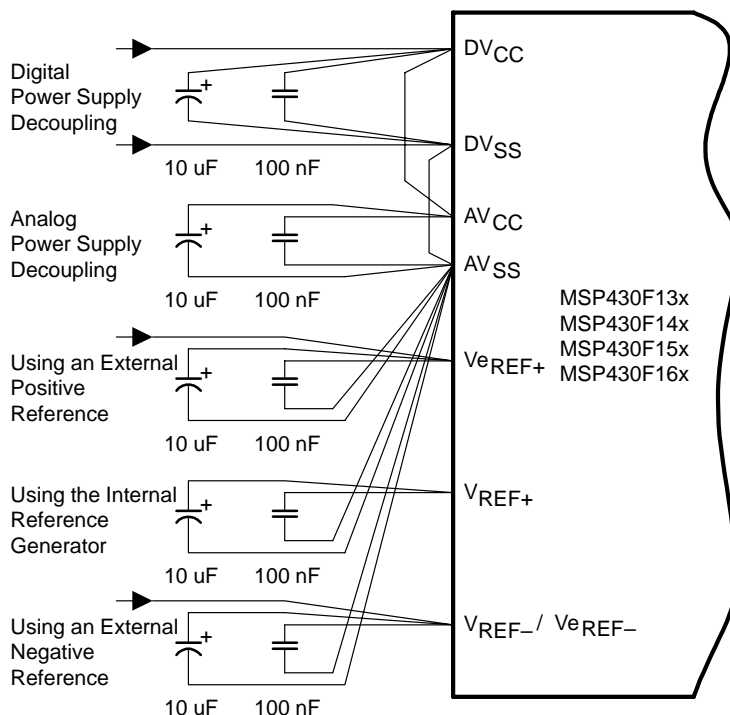 DVCC
Digital
Power Supply
Decoupling
+
DVSS
10 uF 100 nF
Analog
Power Supply
Decoupling
+
AVCC
AVSS
10 uF 100 nF
MSP430F13x
MSP430F14x
MSP430F15x
MSP430F16x
Using an External
Positive
Reference
+
VeREF+
10 uF 100 nF
Using the Internal
Reference
Generator
+
VREF+
10 uF 100 nF
Using an External
Negative
Reference
+
VREF– / VeREF–
10 uF 100 nF